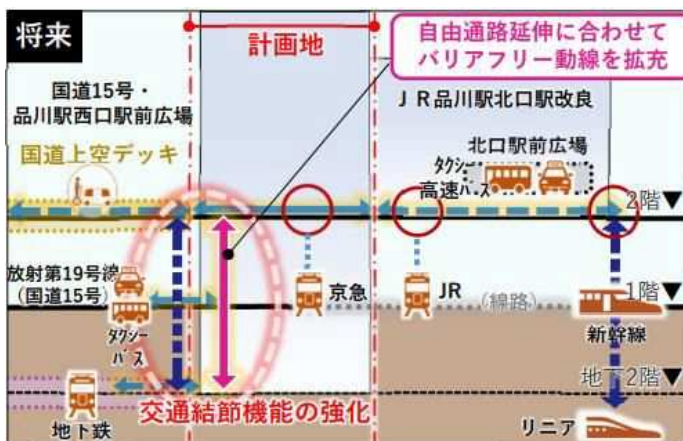 将来
計画地
自由通路延伸に合わせて
バリアフリー動線を拡充
国道15号・
品川駅西口駅前広場
ＪＲ品川駅北口駅改良
国道上空デッキ
北口駅前広場
タクシー
高速バス
2階▼
放射第19号線
(国道15号)
京急
JR
(線路)
1階▼
タクシー
バス
新幹線
地下2階▼
交通結節機能の強化
地下鉄
リニア